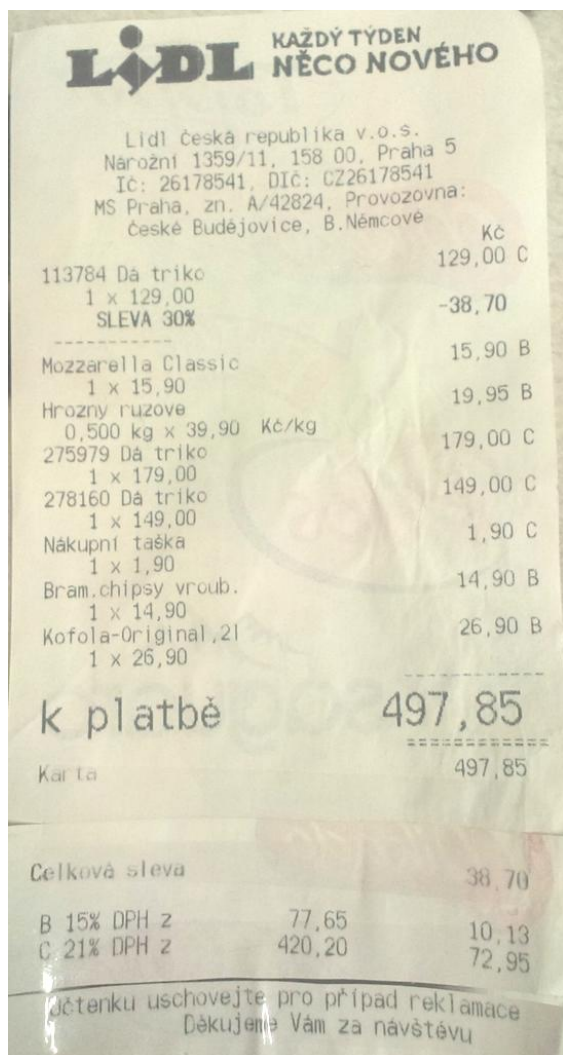 LIDL KAŽDÝ TÝDEN
NĚCO NOVÉHO
Lidl Česká republika v.o.s.
Nárožní 1359/11, 158 00, Praha 5
IČ: 26178541, DIČ: CZ26178541
MS Praha, zn. A/42824, Provozovna:
České Budějovice, B.Němcové
Kč
113784 Dá triko 129,00 C
1 x 129,00
SLEVA 30% -38,70
-----------
Mozzarella Classic 15,90 B
1 x 15,90
Hrozny ruzove 19,95 B
0,500 kg x 39,90 Kč/kg
275979 Dá triko 179,00 C
1 x 179,00
278160 Dá triko 149,00 C
1 x 149,00
Nákupní taška 1,90 C
1 x 1,90
Bram.chipsy vroub. 14,90 B
1 x 14,90
Kofola-Original,2l 26,90 B
1 x 26,90
------------
k platbě 497,85
============
Karta 497,85
Celková sleva 38,70
B 15% DPH z 77,65 10,13
C 21% DPH z 420,20 72,95
Účtenku uschovejte pro případ reklamace
Děkujeme Vám za návštěvu